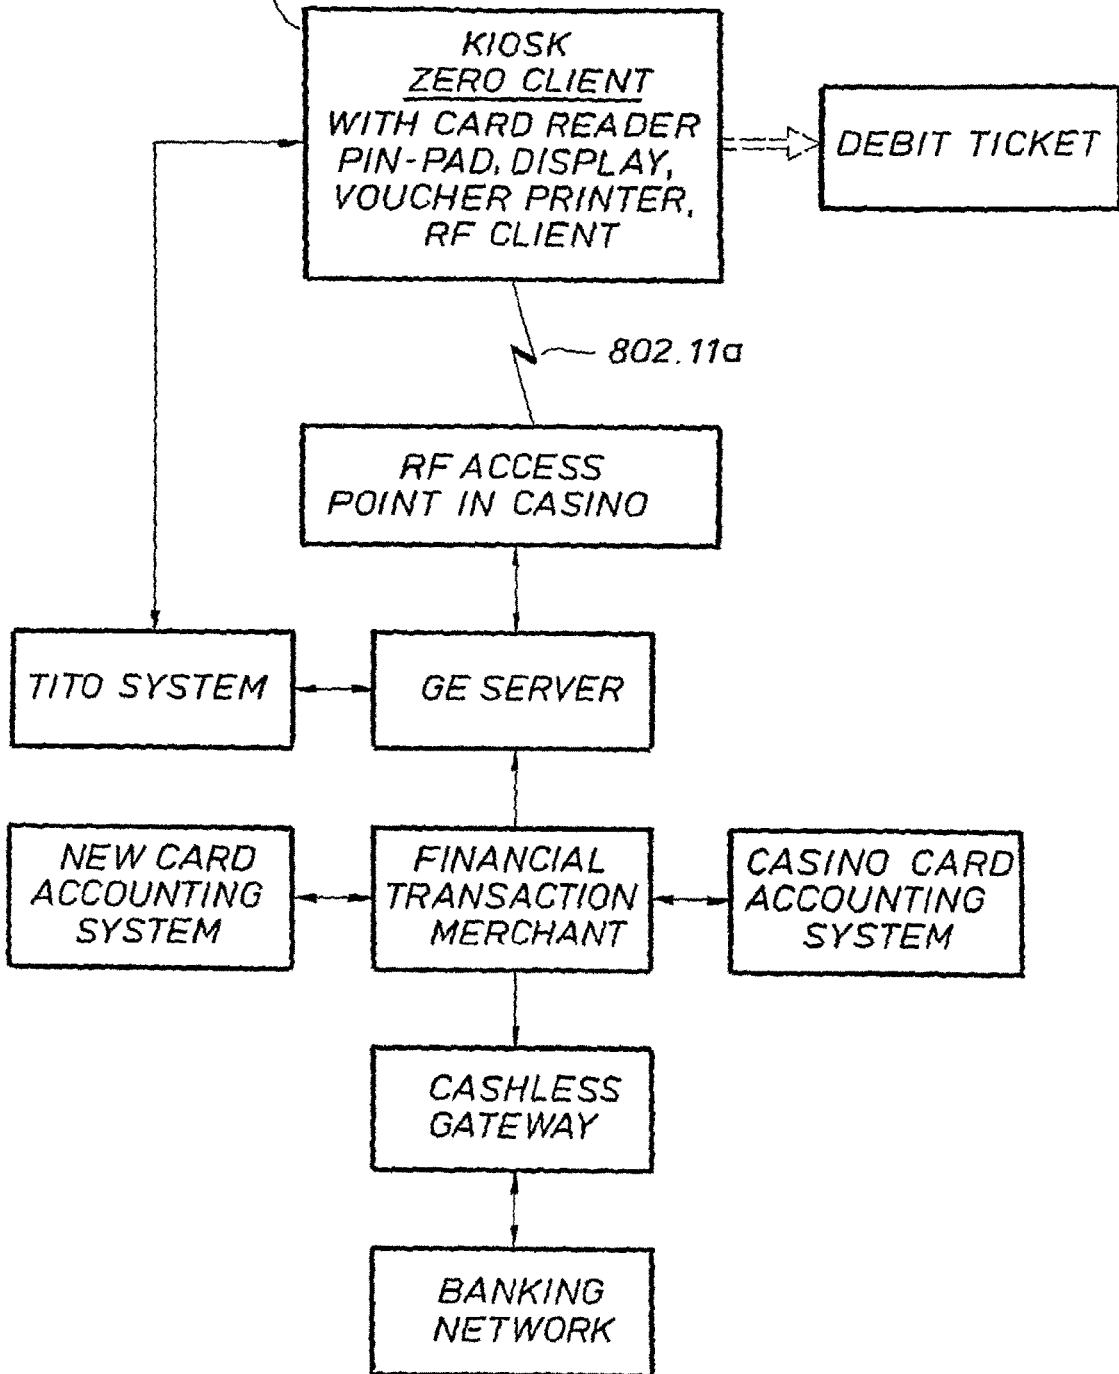 KIOSK
ZERO CLIENT
WITH CARD READER
PIN-PAD, DISPLAY,
VOUCHER PRINTER,
RF CLIENT
DEBIT TICKET
802.11a
RF ACCESS
POINT IN CASINO
TITO SYSTEM
GE SERVER
NEW CARD
ACCOUNTING
SYSTEM
FINANCIAL
TRANSACTION
MERCHANT
CASINO CARD
ACCOUNTING
SYSTEM
CASHLESS
GATEWAY
BANKING
NETWORK